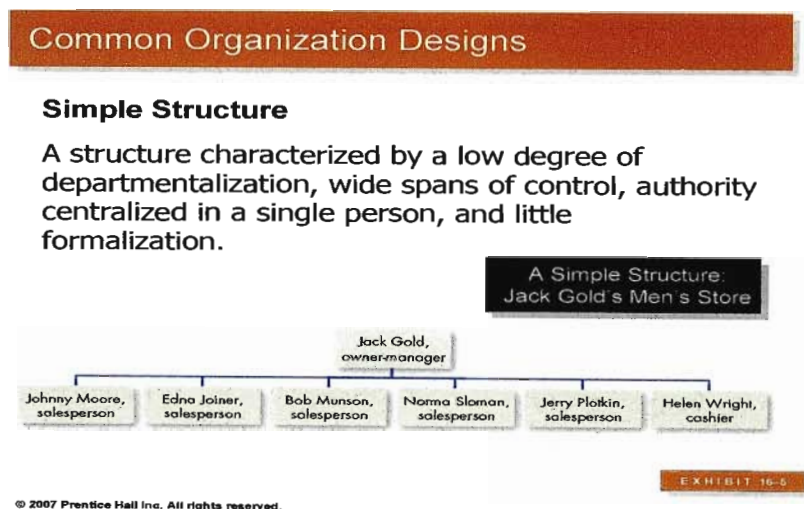 Common Organization Designs
Simple Structure
A structure characterized by a low degree of
departmentalization, wide spans of control, authority
centralized in a single person, and little
formalization.
A Simple Structure:
Jack Gold's Men's Store
Jack Gold,
owner-manager
Johnny Moore,
salesperson
Edna Joiner,
salesperson
Bob Munson,
salesperson
Norma Sloman,
salesperson
Jerry Plotkin,
salesperson
Helen Wright,
cashier
EXHIBIT 16-5
© 2007 Prentice Hall Inc. All rights reserved.